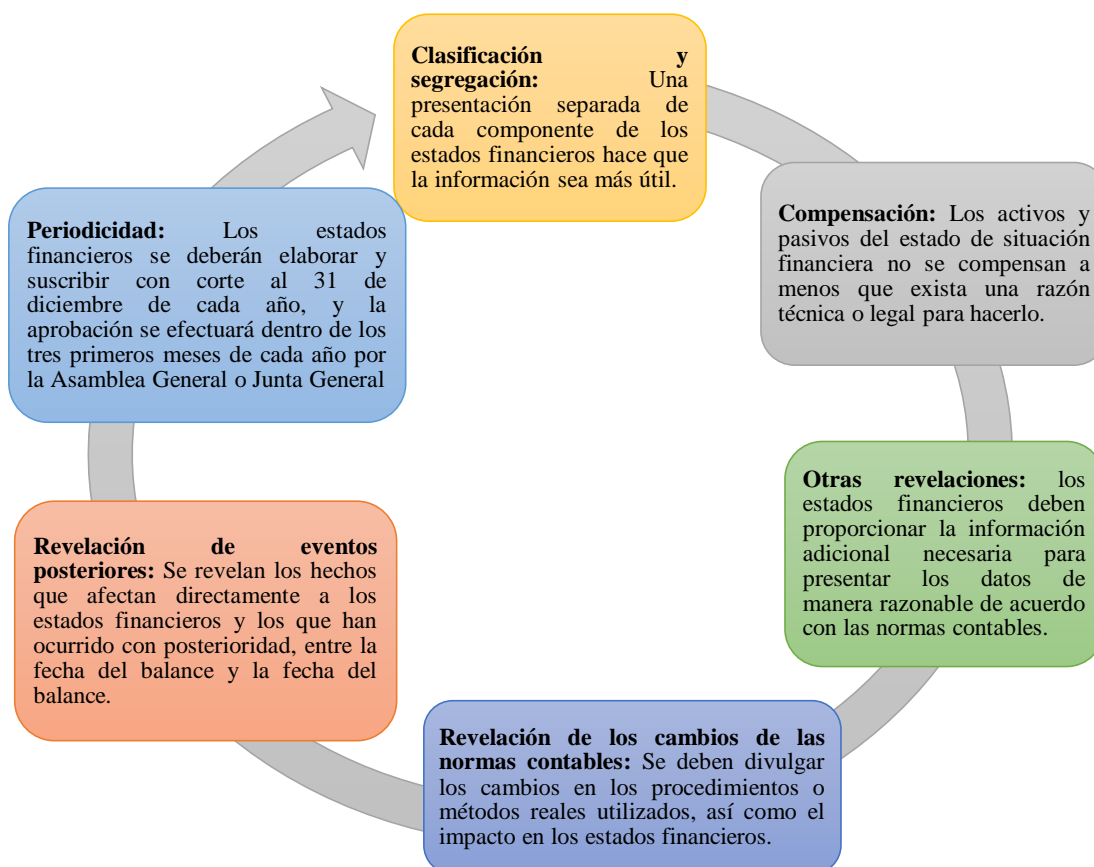 Clasificación y
segregación: Una
presentación separada de
cada componente de los
estados financieros hace que
la información sea más útil.
Compensación: Los activos y
pasivos del estado de situación
financiera no se compensan a
menos que exista una razón
técnica o legal para hacerlo.
Otras revelaciones: los
estados financieros deben
proporcionar la información
adicional necesaria para
presentar los datos de
manera razonable de acuerdo
con las normas contables.
Revelación de los cambios de las
normas contables: Se deben divulgar
los cambios en los procedimientos o
métodos reales utilizados, así como el
impacto en los estados financieros.
Revelación de eventos
posteriores: Se revelan los hechos
que afectan directamente a los
estados financieros y los que han
ocurrido con posterioridad, entre la
fecha del balance y la fecha del
balance.
Periodicidad: Los estados
financieros se deberán elaborar y
suscribir con corte al 31 de
diciembre de cada año, y la
aprobación se efectuará dentro de los
tres primeros meses de cada año por
la Asamblea General o Junta General